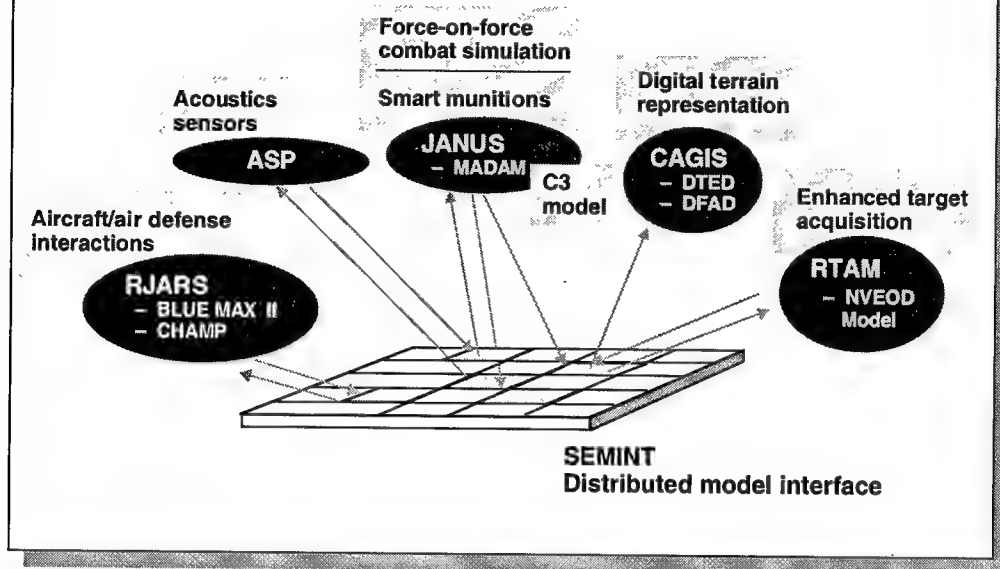 Force-on-force
combat simulation
Smart munitions
JANUS
– MADAM
C3
model
Acoustics
sensors
ASP
Digital terrain
representation
CAGIS
– DTED
– DFAD
Enhanced target
acquisition
RTAM
– NVEOD
Model
Aircraft/air defense
interactions
RJARS
– BLUE MAX II
– CHAMP
SEMINT
Distributed model interface